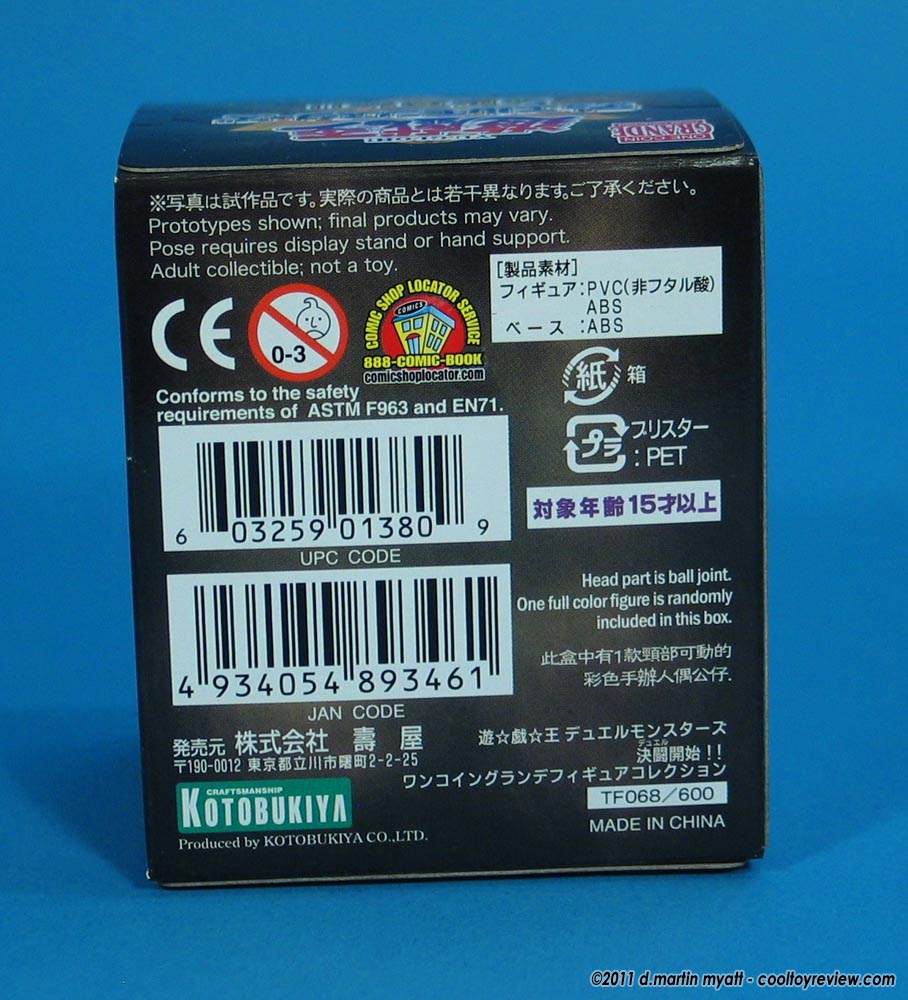 ONE COIN
GRANDE
※写真は試作品です。実際の商品とは若干異なります。ご了承ください。
Prototypes shown; final products may vary.
Pose requires display stand or hand support.
Adult collectible; not a toy.
[製品素材]
フィギュア:PVC(非フタル酸)
ABS
ベース :ABS
CE
0-3
COMIC SHOP LOCATOR SERVICE
COMICS
888-COMIC-BOOK
comicshoplocator.com
紙 箱
プラ ブリスター
: PET
Conforms to the safety
requirements of ASTM F963 and EN71.
6 03259 01380 9
UPC CODE
対象年齢15才以上
4 934054 893461
JAN CODE
Head part is ball joint.
One full color figure is randomly
included in this box.
此盒中有1款頸部可動的
彩色手辦人偶公仔.
発売元 株式会社 壽屋
〒190-0012 東京都立川市曙町2-2-25
CRAFTSMANSHIP
KOTOBUKIYA
Produced by KOTOBUKIYA CO.,LTD.
遊☆戯☆王 デュエルモンスターズ
デュエル
決闘開始!!
ワンコイングランデフィギュアコレクション
TF068/600
MADE IN CHINA
©2011 d.martin myatt - cooltoyreview.com